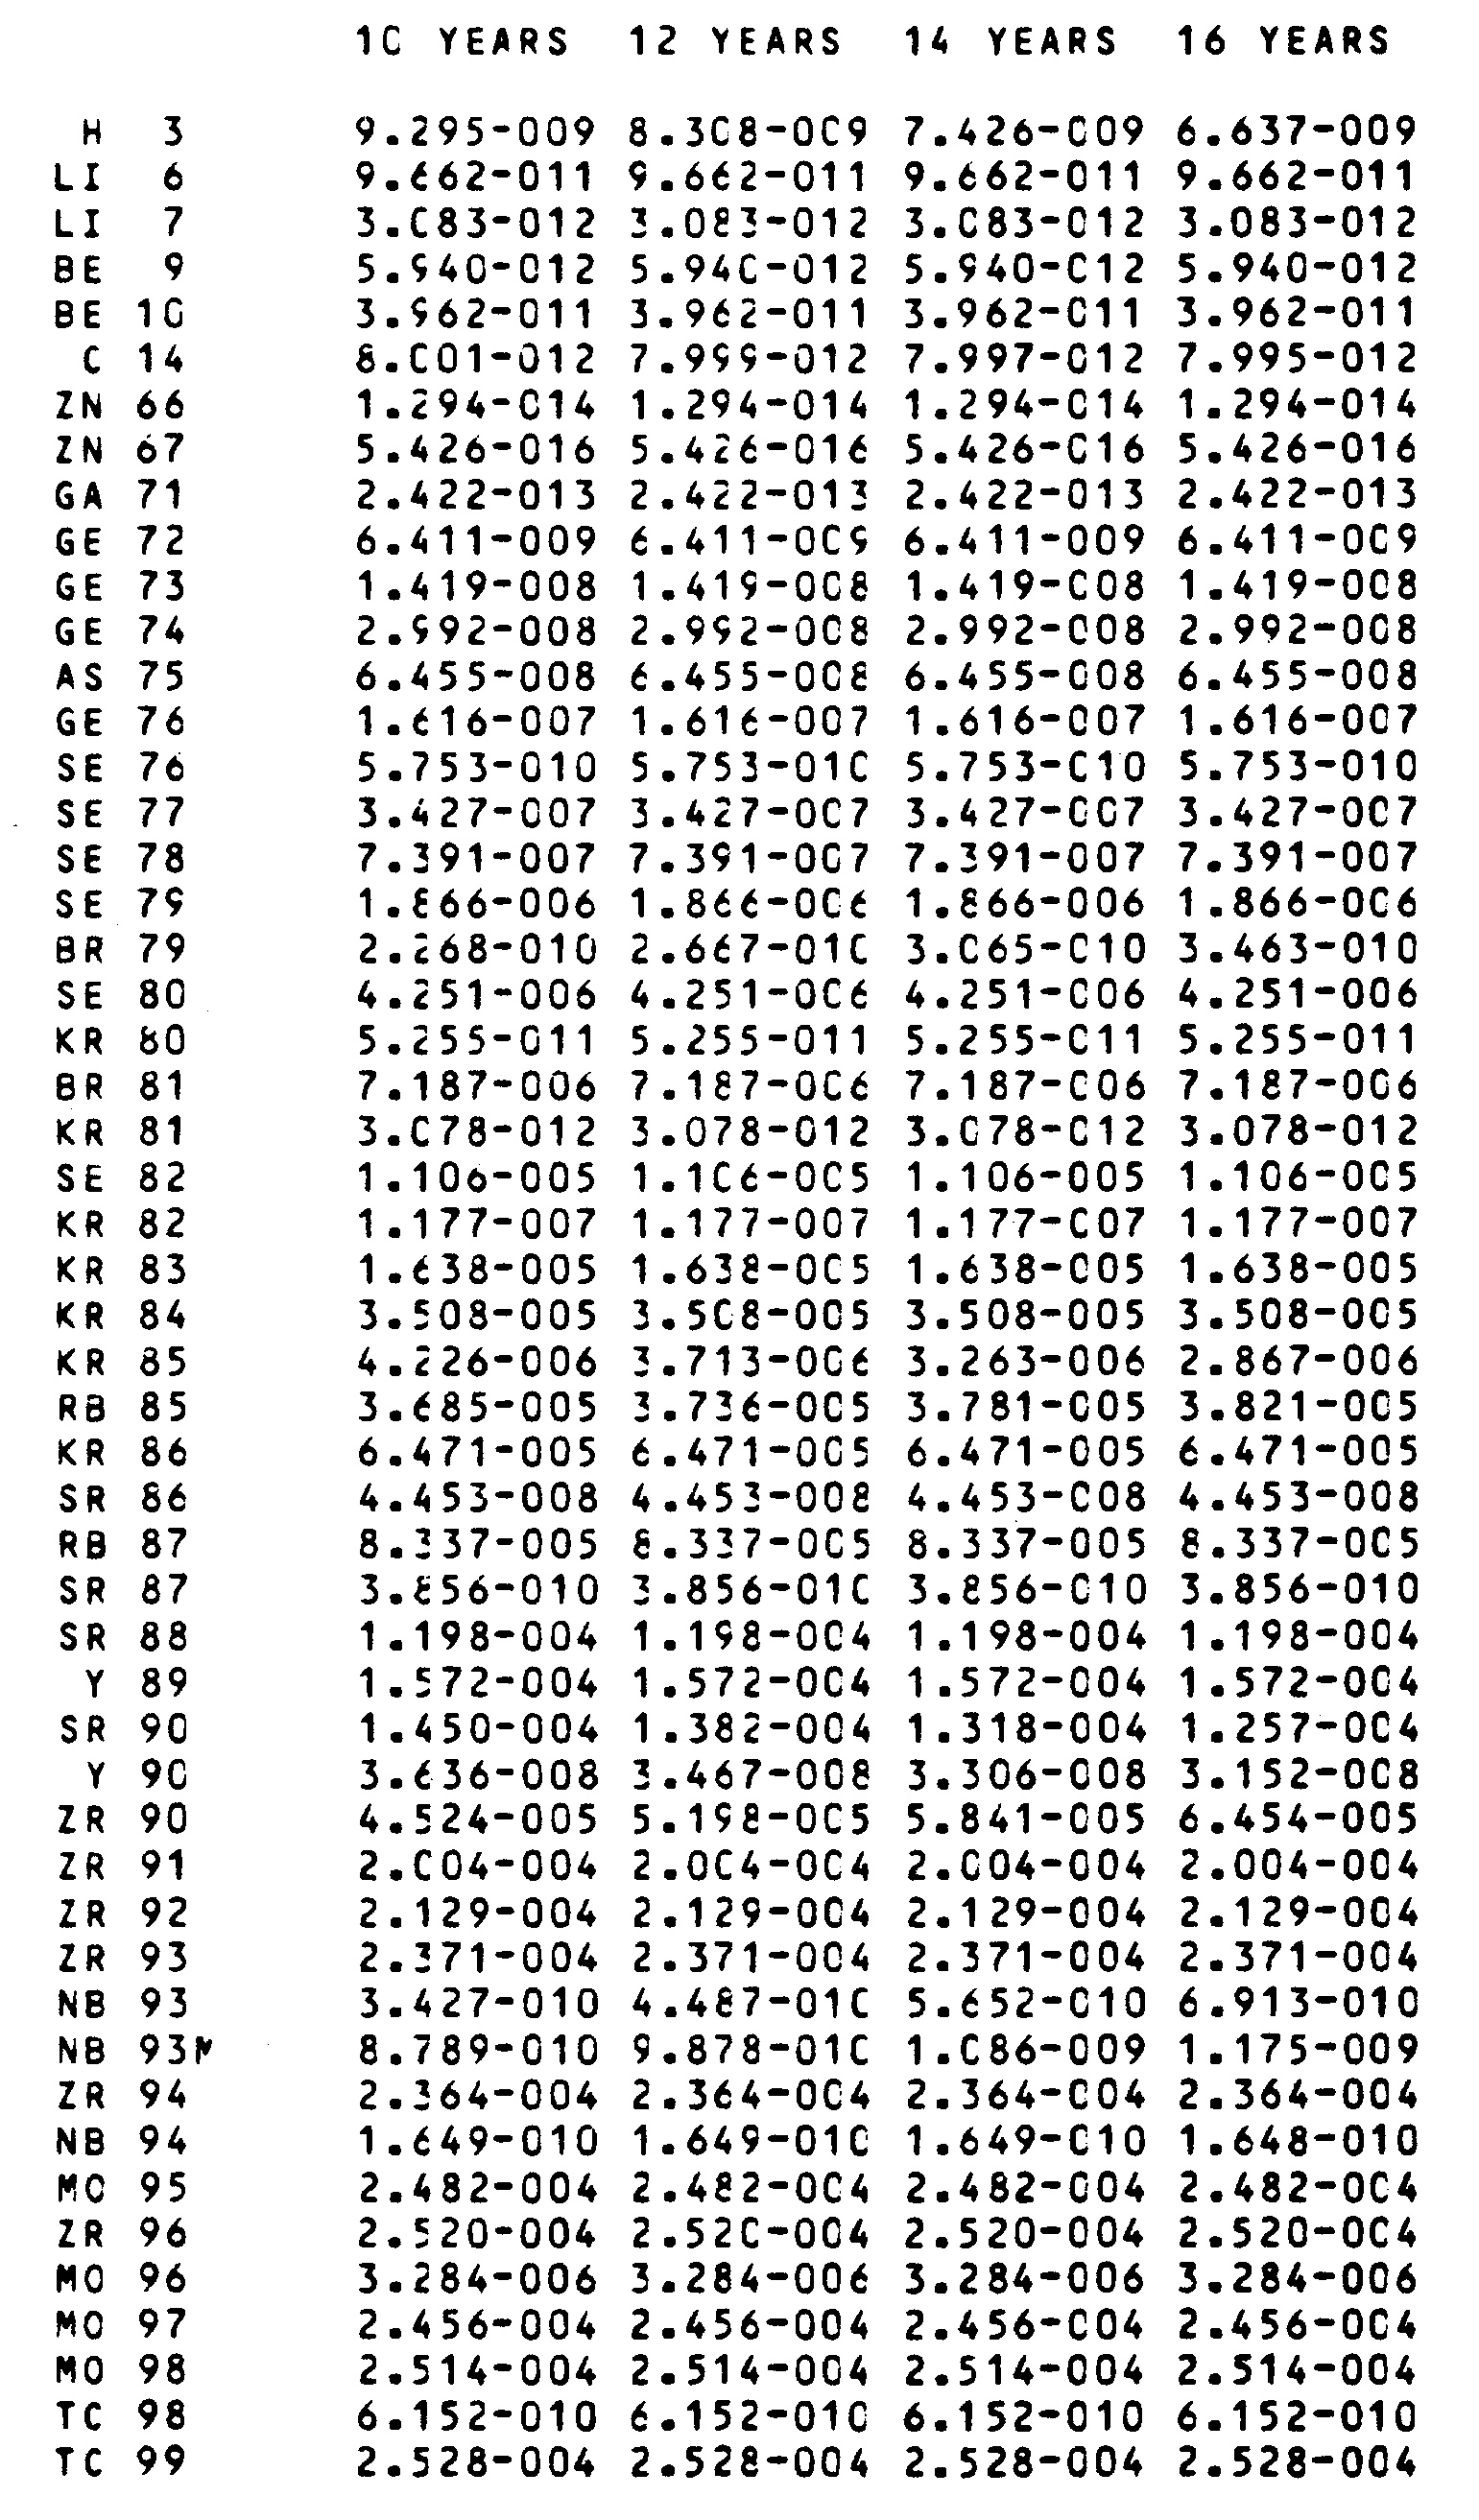 10 YEARS 12 YEARS 14 YEARS 16 YEARS
H 3 9.295-009 8.308-009 7.426-009 6.637-009
LI 6 9.662-011 9.662-011 9.662-011 9.662-011
LI 7 3.083-012 3.083-012 3.083-012 3.083-012
BE 9 5.940-012 5.940-012 5.940-012 5.940-012
BE 10 3.962-011 3.962-011 3.962-011 3.962-011
C 14 8.001-012 7.999-012 7.997-012 7.995-012
ZN 66 1.294-014 1.294-014 1.294-014 1.294-014
ZN 67 5.426-016 5.426-016 5.426-016 5.426-016
GA 71 2.422-013 2.422-013 2.422-013 2.422-013
GE 72 6.411-009 6.411-009 6.411-009 6.411-009
GE 73 1.419-008 1.419-008 1.419-008 1.419-008
GE 74 2.992-008 2.992-008 2.992-008 2.992-008
AS 75 6.455-008 6.455-008 6.455-008 6.455-008
GE 76 1.616-007 1.616-007 1.616-007 1.616-007
SE 76 5.753-010 5.753-010 5.753-010 5.753-010
SE 77 3.427-007 3.427-007 3.427-007 3.427-007
SE 78 7.391-007 7.391-007 7.391-007 7.391-007
SE 79 1.866-006 1.866-006 1.866-006 1.866-006
BR 79 2.268-010 2.667-010 3.065-010 3.463-010
SE 80 4.251-006 4.251-006 4.251-006 4.251-006
KR 80 5.255-011 5.255-011 5.255-011 5.255-011
BR 81 7.187-006 7.187-006 7.187-006 7.187-006
KR 81 3.078-012 3.078-012 3.078-012 3.078-012
SE 82 1.106-005 1.106-005 1.106-005 1.106-005
KR 82 1.177-007 1.177-007 1.177-007 1.177-007
KR 83 1.638-005 1.638-005 1.638-005 1.638-005
KR 84 3.508-005 3.508-005 3.508-005 3.508-005
KR 85 4.226-006 3.713-006 3.263-006 2.867-006
RB 85 3.685-005 3.736-005 3.781-005 3.821-005
KR 86 6.471-005 6.471-005 6.471-005 6.471-005
SR 86 4.453-008 4.453-008 4.453-008 4.453-008
RB 87 8.337-005 8.337-005 8.337-005 8.337-005
SR 87 3.856-010 3.856-010 3.856-010 3.856-010
SR 88 1.198-004 1.198-004 1.198-004 1.198-004
Y 89 1.572-004 1.572-004 1.572-004 1.572-004
SR 90 1.450-004 1.382-004 1.318-004 1.257-004
Y 90 3.636-008 3.467-008 3.306-008 3.152-008
ZR 90 4.524-005 5.198-005 5.841-005 6.454-005
ZR 91 2.004-004 2.004-004 2.004-004 2.004-004
ZR 92 2.129-004 2.129-004 2.129-004 2.129-004
ZR 93 2.371-004 2.371-004 2.371-004 2.371-004
NB 93 3.427-010 4.487-010 5.652-010 6.913-010
NB 93M 8.789-010 9.878-010 1.086-009 1.175-009
ZR 94 2.364-004 2.364-004 2.364-004 2.364-004
NB 94 1.649-010 1.649-010 1.649-010 1.648-010
MO 95 2.482-004 2.482-004 2.482-004 2.482-004
ZR 96 2.520-004 2.520-004 2.520-004 2.520-004
MO 96 3.284-006 3.284-006 3.284-006 3.284-006
MO 97 2.456-004 2.456-004 2.456-004 2.456-004
MO 98 2.514-004 2.514-004 2.514-004 2.514-004
TC 98 6.152-010 6.152-010 6.152-010 6.152-010
TC 99 2.528-004 2.528-004 2.528-004 2.528-004